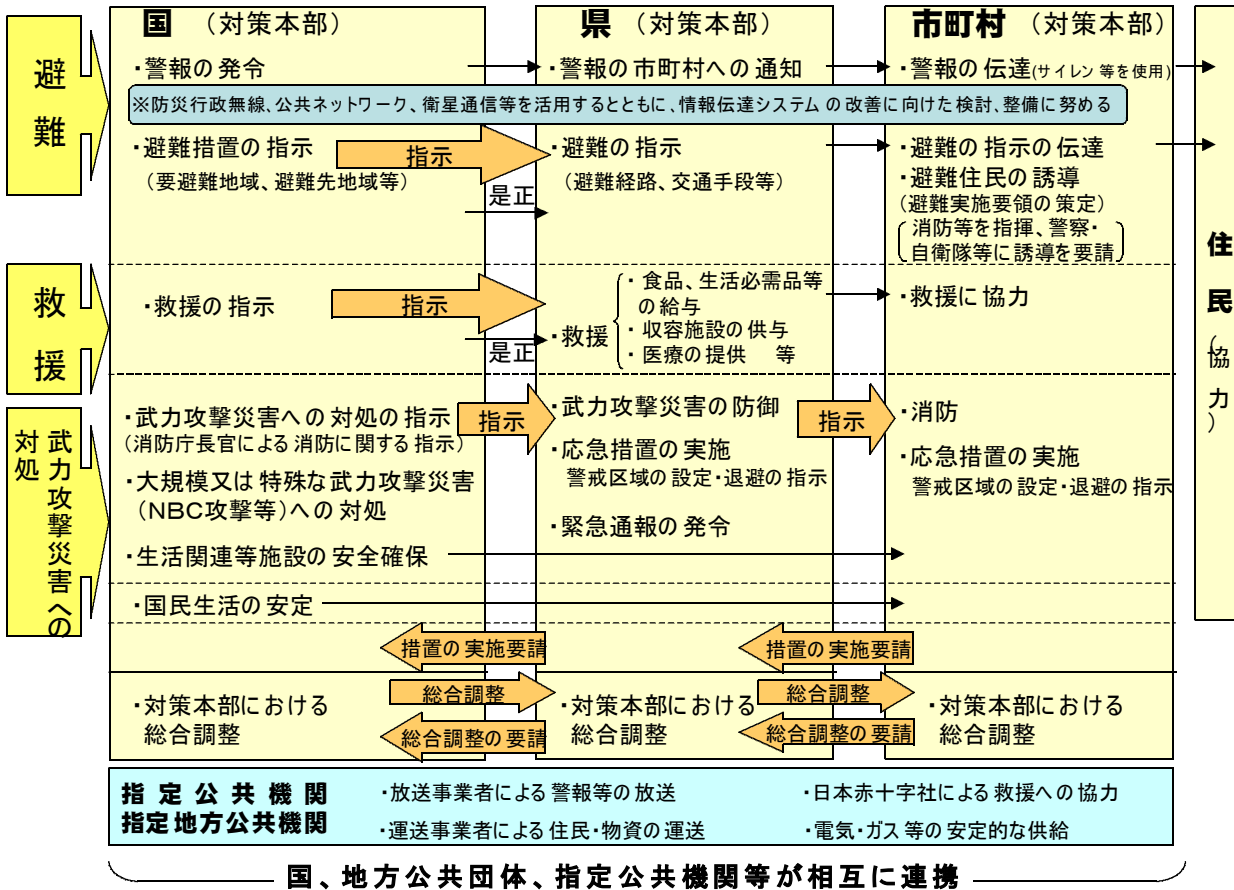 国（対策本部）
県（対策本部）
市町村（対策本部）
避難
・警報の発令
・警報の市町村への通知
・警報の伝達(サイレン等を使用)
※防災行政無線、公共ネットワーク、衛星通信等を活用するとともに、情報伝達システムの改善に向けた検討、整備に努める
・避難措置の指示
（要避難地域、避難先地域等）
指示
是正
・避難の指示
（避難経路、交通手段等）
・避難の指示の伝達
・避難住民の誘導
（避難実施要領の策定）
消防等を指揮、警察・
自衛隊等に誘導を要請
住民（協力）
救援
・救援の指示
指示
是正
・救援
・食品、生活必需品等
の給与
・収容施設の供与
・医療の提供　等
・救援に協力
武力攻撃災害への
対処
・武力攻撃災害への対処の指示
（消防庁長官による消防に関する指示）
・大規模又は特殊な武力攻撃災害
（NBC攻撃等）への対処
・生活関連等施設の安全確保
指示
・武力攻撃災害の防御
・応急措置の実施
警戒区域の設定・退避の指示
・緊急通報の発令
指示
・消防
・応急措置の実施
警戒区域の設定・退避の指示
・国民生活の安定
措置の実施要請
措置の実施要請
・対策本部における
総合調整
総合調整
総合調整の要請
・対策本部における
総合調整
総合調整
総合調整の要請
・対策本部における
総合調整
指定公共機関
指定地方公共機関
・放送事業者による警報等の放送
・日本赤十字社による救援への協力
・運送事業者による住民・物資の運送
・電気・ガス等の安定的な供給
国、地方公共団体、指定公共機関等が相互に連携